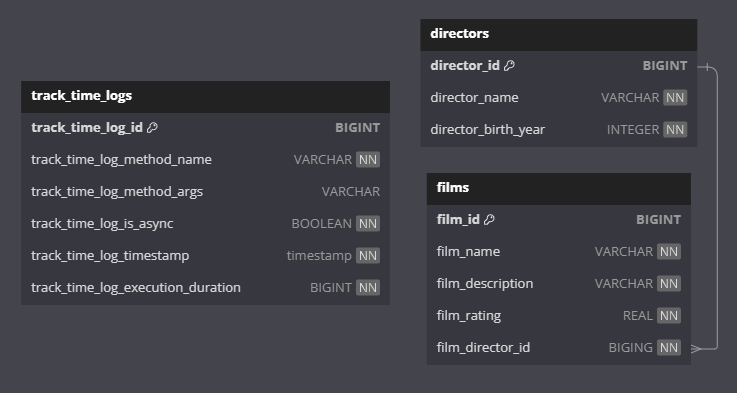 track_time_logs
track_time_log_id BIGINT
track_time_log_method_name VARCHAR NN
track_time_log_method_args VARCHAR
track_time_log_is_async BOOLEAN NN
track_time_log_timestamp timestamp NN
track_time_log_execution_duration BIGINT NN
directors
director_id BIGINT
director_name VARCHAR NN
director_birth_year INTEGER NN
films
film_id BIGINT
film_name VARCHAR NN
film_description VARCHAR NN
film_rating REAL NN
film_director_id BIGING NN